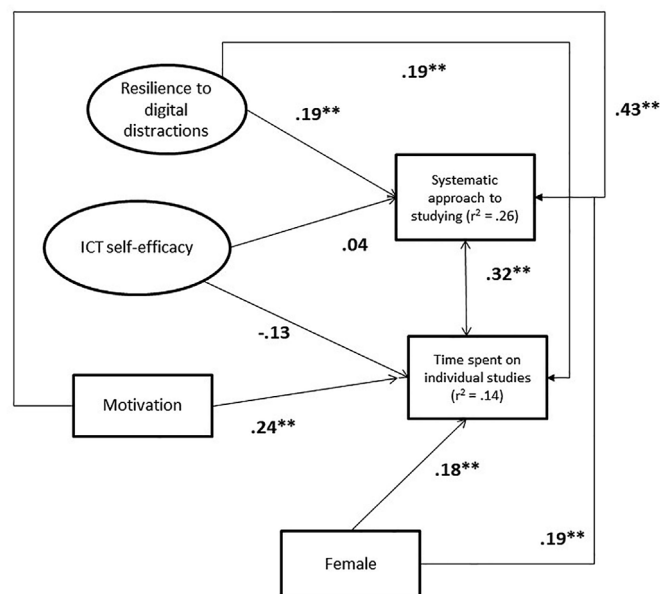 Resilience to
digital
distractions
.19**
.19**
.43**
Systematic
approach to
studying (r² = .26)
ICT self-efficacy
.04
.32**
-.13
Time spent on
individual studies
(r² = .14)
Motivation
.24**
.18**
.19**
Female